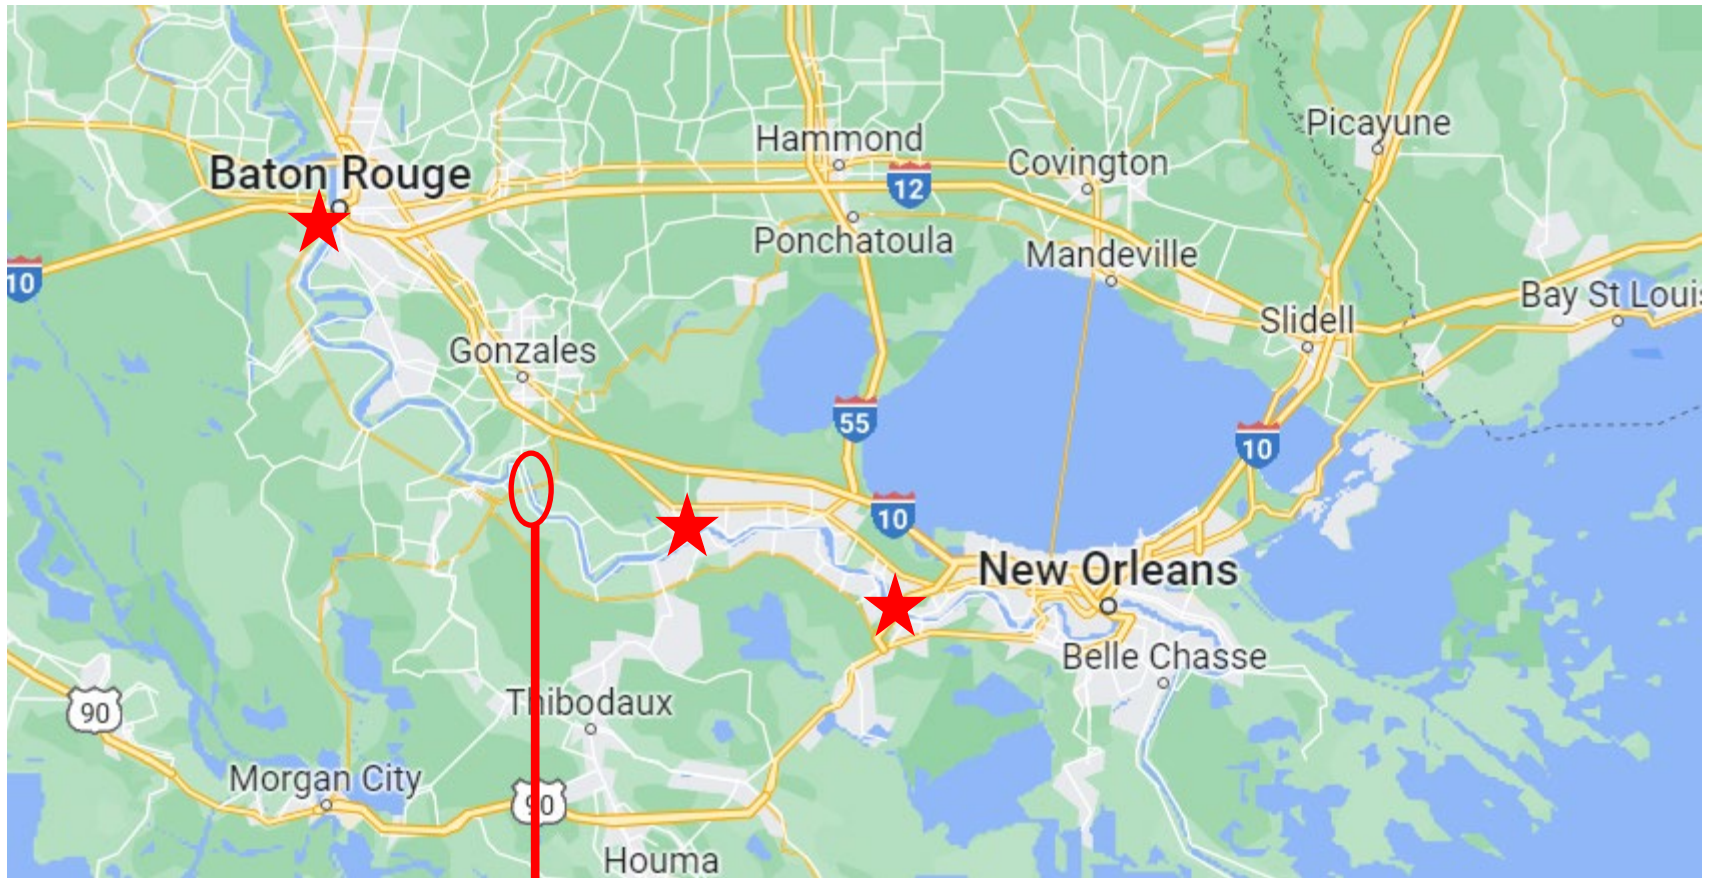 Picayune
Hammond
Covington
Baton Rouge
12
Ponchatoula
Mandeville
10
Bay St Louis
Slidell
Gonzales
55
10
10
New Orleans
Belle Chasse
Thibodaux
90
Morgan City
90
Houma